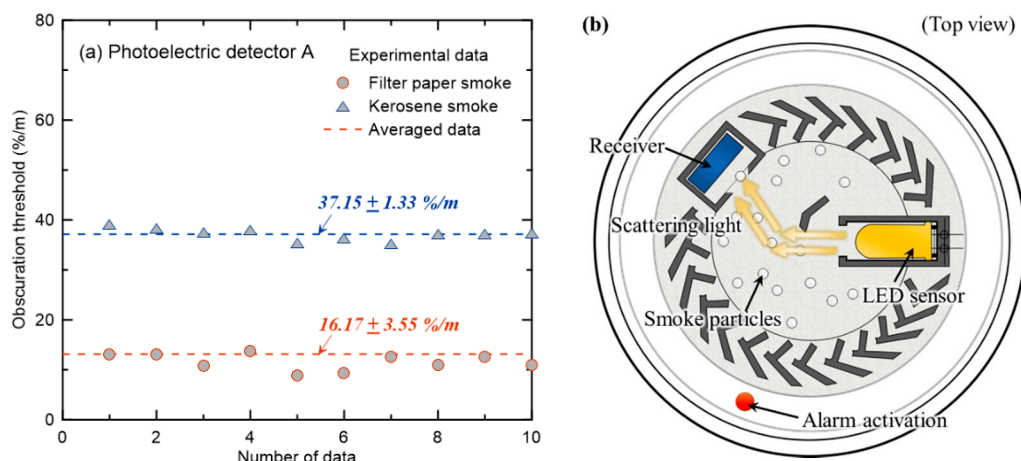 (a) Photoelectric detector A
Experimental data
Filter paper smoke
Kerosene smoke
Averaged data
Obscuration threshold (%/m)
80
60
40
20
0
37.15 ± 1.33 %/m
16.17 ± 3.55 %/m
0 2 4 6 8 10
Number of data
(b)
(Top view)
Receiver
Scattering light
LED sensor
Smoke particles
Alarm activation